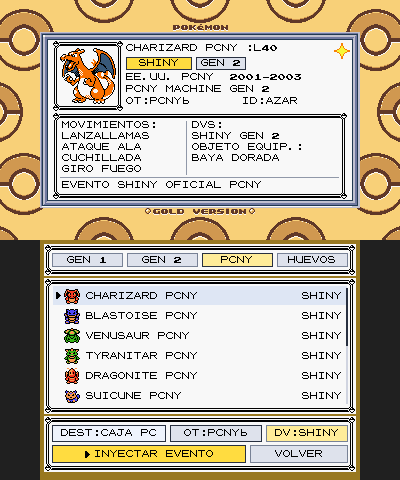 POKéMON
CHARIZARD PCNY :L40
SHINY GEN 2
EE.UU. PCNY 2001-2003
PCNY MACHINE GEN 2
OT:PCNYb ID:AZAR
MOVIMIENTOS:
LANZALLAMAS
ATAQUE ALA
CUCHILLADA
GIRO FUEGO
DVS:
SHINY GEN 2
OBJETO EQUIP.:
BAYA DORADA
EVENTO SHINY OFICIAL PCNY
GOLD VERSION
GEN 1 GEN 2 PCNY HUEVOS
CHARIZARD PCNY SHINY
BLASTOISE PCNY SHINY
VENUSAUR PCNY SHINY
TYRANITAR PCNY SHINY
DRAGONITE PCNY SHINY
SUICUNE PCNY SHINY
DEST:CAJA PC OT:PCNYb DV:SHINY
INYECTAR EVENTO VOLVER